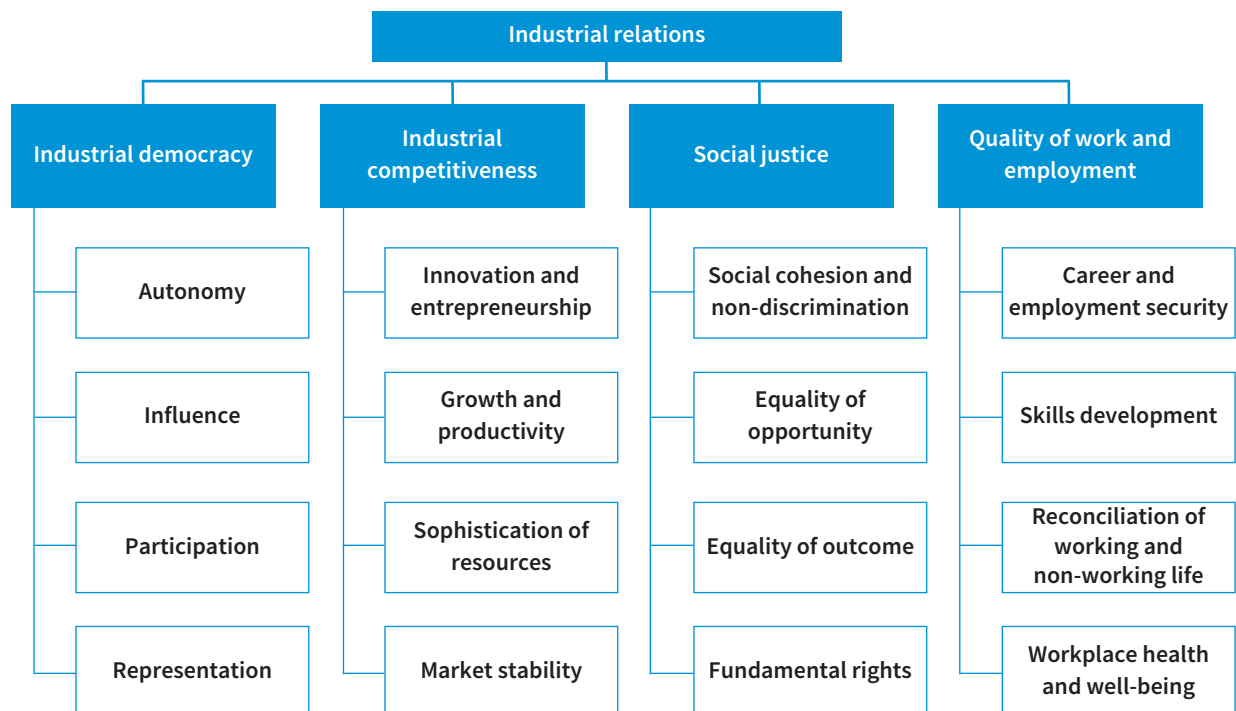 Industrial relations
Industrial democracy
Autonomy
Influence
Participation
Representation
Industrial
competitiveness
Innovation and
entrepreneurship
Growth and
productivity
Sophistication of
resources
Market stability
Social justice
Social cohesion and
non-discrimination
Equality of
opportunity
Equality of outcome
Fundamental rights
Quality of work and
employment
Career and
employment security
Skills development
Reconciliation of
working and
non-working life
Workplace health
and well-being